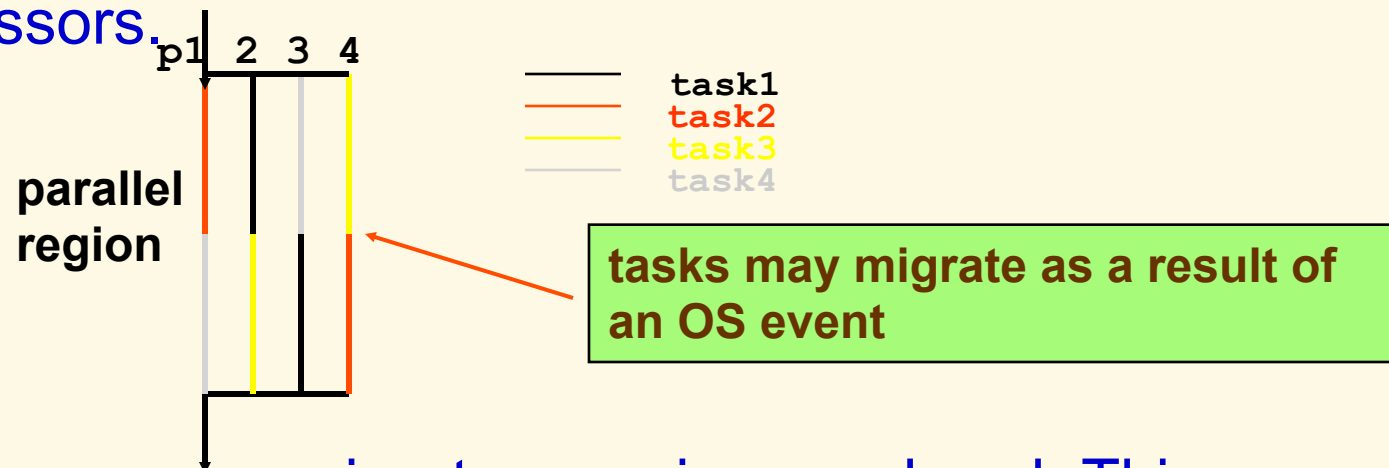 ssors.
p1 2 3 4
task1
task2
task3
task4
parallel
region
tasks may migrate as a result of
an OS event